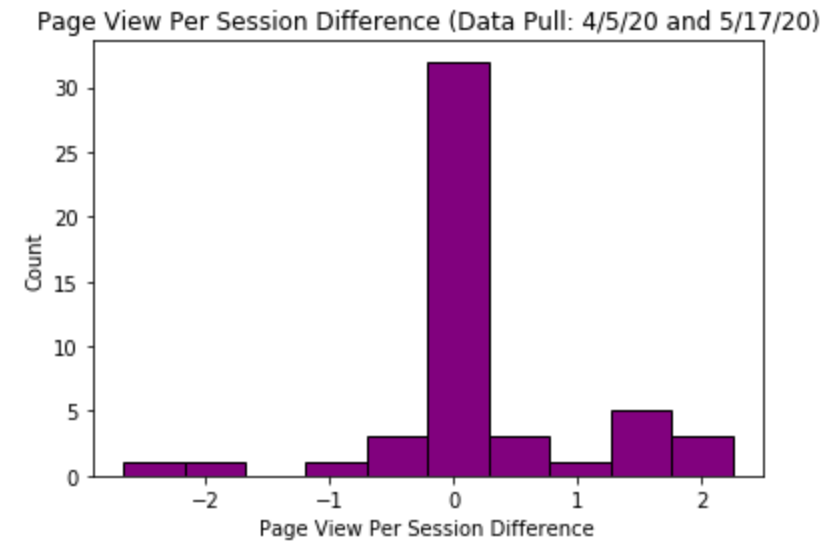 Page View Per Session Difference (Data Pull: 4/5/20 and 5/17/20)
30
25
20
15
10
5
0
Count
−2 −1 0 1 2
Page View Per Session Difference